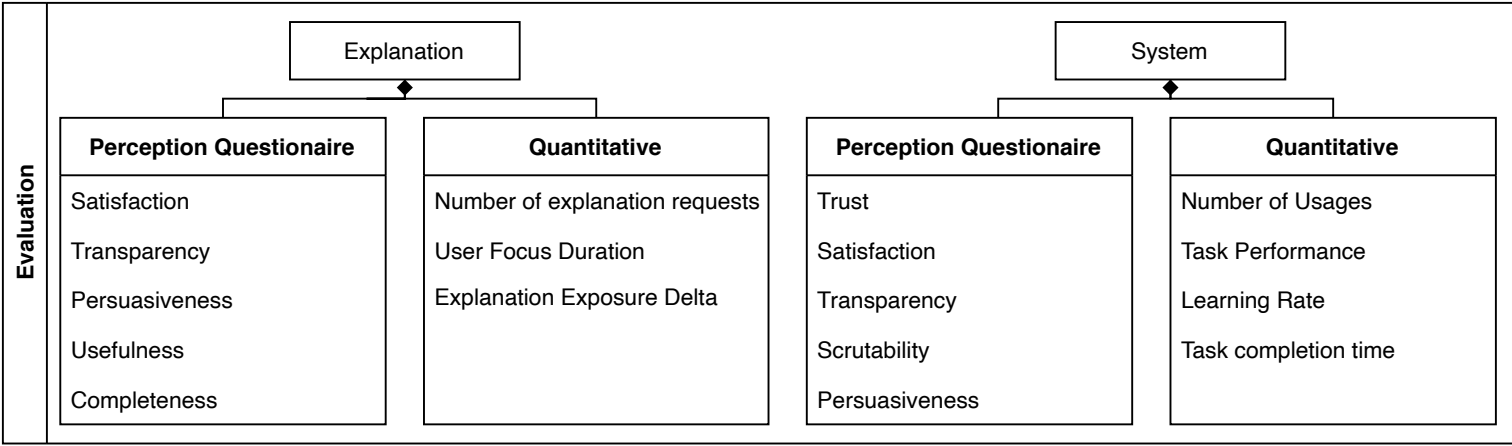 Evaluation
Explanation
Perception Questionaire
Satisfaction
Transparency
Persuasiveness
Usefulness
Completeness
Quantitative
Number of explanation requests
User Focus Duration
Explanation Exposure Delta
System
Perception Questionaire
Trust
Satisfaction
Transparency
Scrutability
Persuasiveness
Quantitative
Number of Usages
Task Performance
Learning Rate
Task completion time